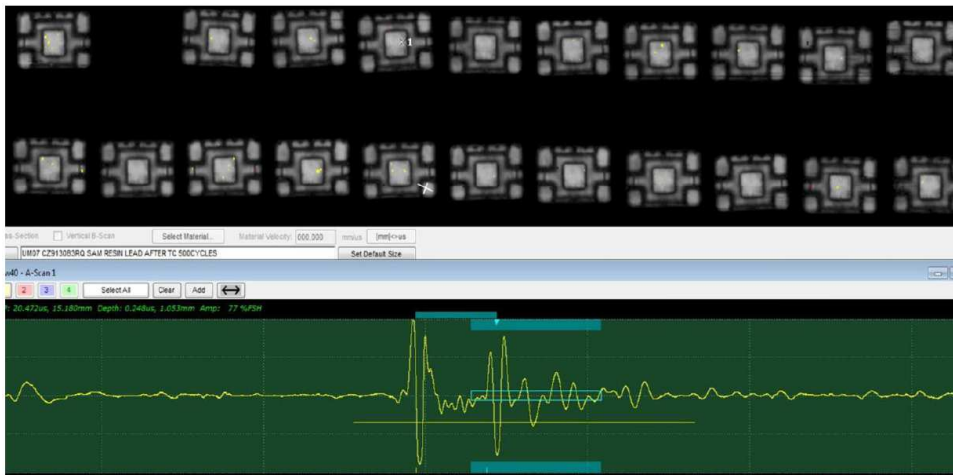 1
Vertical B-Scan
Select Material...
Material Velocity:
000.000
mm/us
|mm|<->us
UM07 CZ9130B3RQ SAM RESIN LEAD AFTER TC 500CYCLES
Set Default Size
- A-Scan 1
2
3
4
Select All
Clear
Add
20.472us, 15.180mm Depth: 0.248us, 1.053mm Amp: 77 %FSH